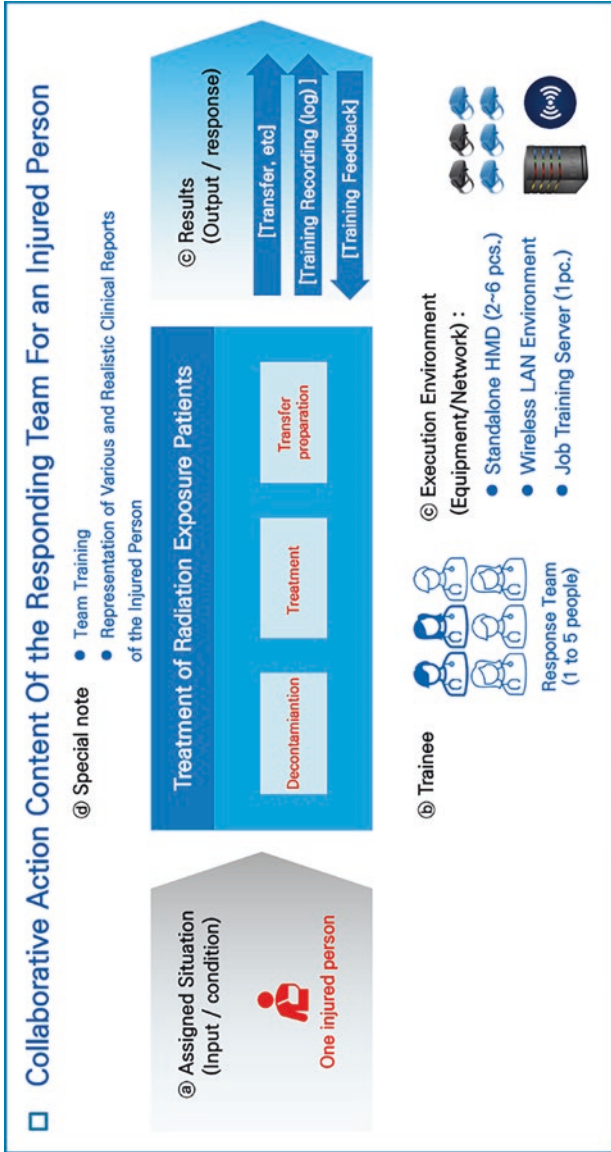 □ Collaborative Action Content Of the Responding Team For an Injured Person
ⓓ Special note
● Team Training
● Representation of Various and Realistic Clinical Reports
of the Injured Person
ⓐ Assigned Situation
(Input / condition)
One injured person
Treatment of Radiation Exposure Patients
Decontamiantion
Treatment
Transfer
preparation
ⓒ Results
(Output / response)
[Transfer, etc]
[Training Recording (log) ]
[Training Feedback]
ⓑ Trainee
Response Team
(1 to 5 people)
ⓒ Execution Environment
(Equipment/Network) :
● Standalone HMD (2~6 pcs.)
● Wireless LAN Environment
● Job Training Server (1pc.)